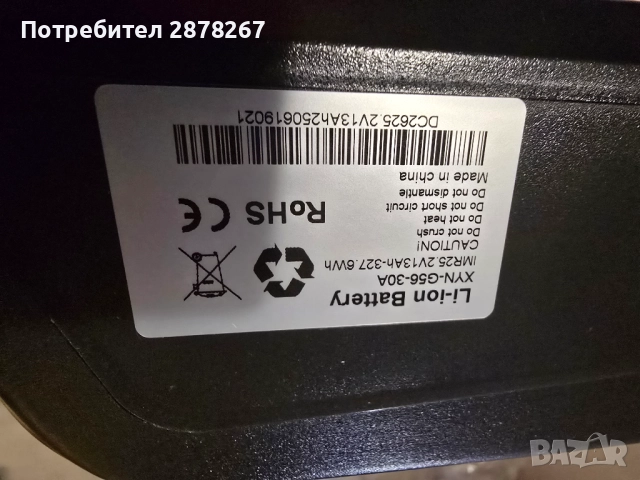 Потребител 2878267
Li-ion Battery
XYN-G56-30A
IMR25.2V13Ah-327.6Wh
CAUTION!
Do not crush
Do not heat
Do not short circuit
Do not dismantle
Made in china
RoHS CE
DC2625.2V13Ah250619021
BAZAR